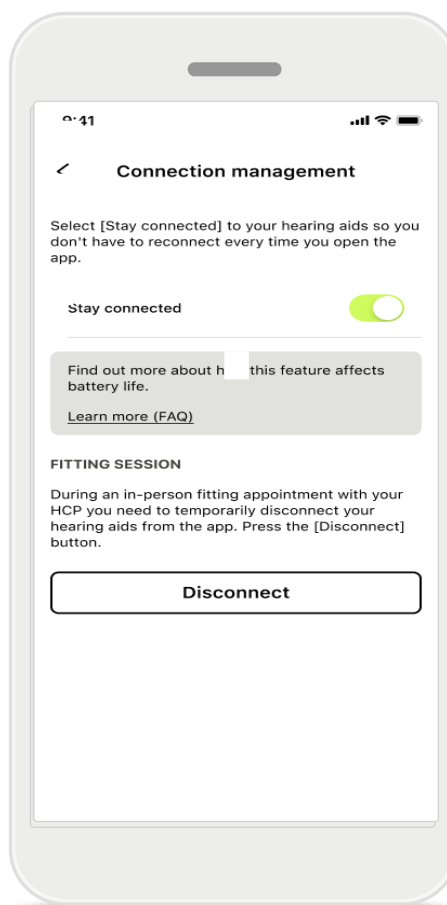 9:41
Connection management
Select [Stay connected] to your hearing aids so you
don't have to reconnect every time you open the
app.
Stay connected
Find out more about this feature affects
battery life.
Learn more (FAQ)
FITTING SESSION
During an in-person fitting appointment with your
HCP you need to temporarily disconnect your
hearing aids from the app. Press the [Disconnect]
button.
Disconnect